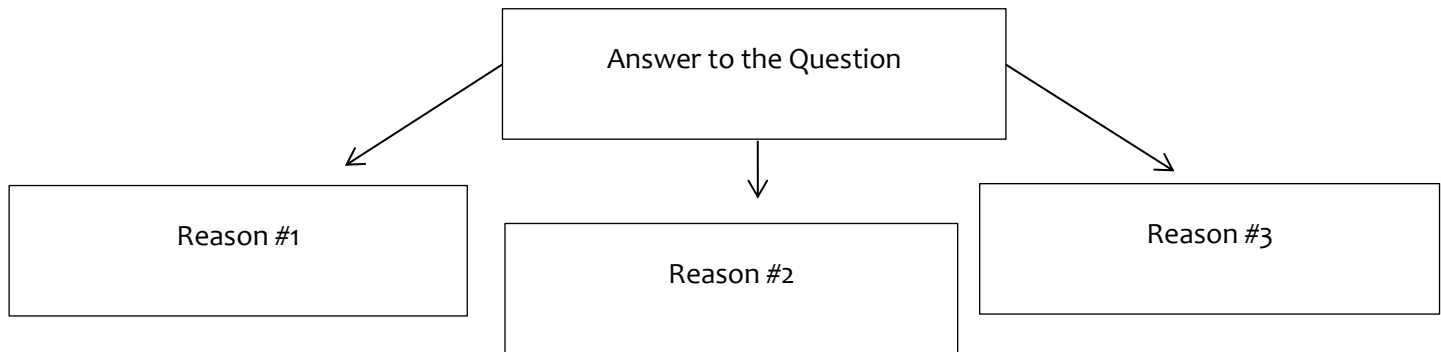 Answer to the Question
Reason #1
Reason #2
Reason #3